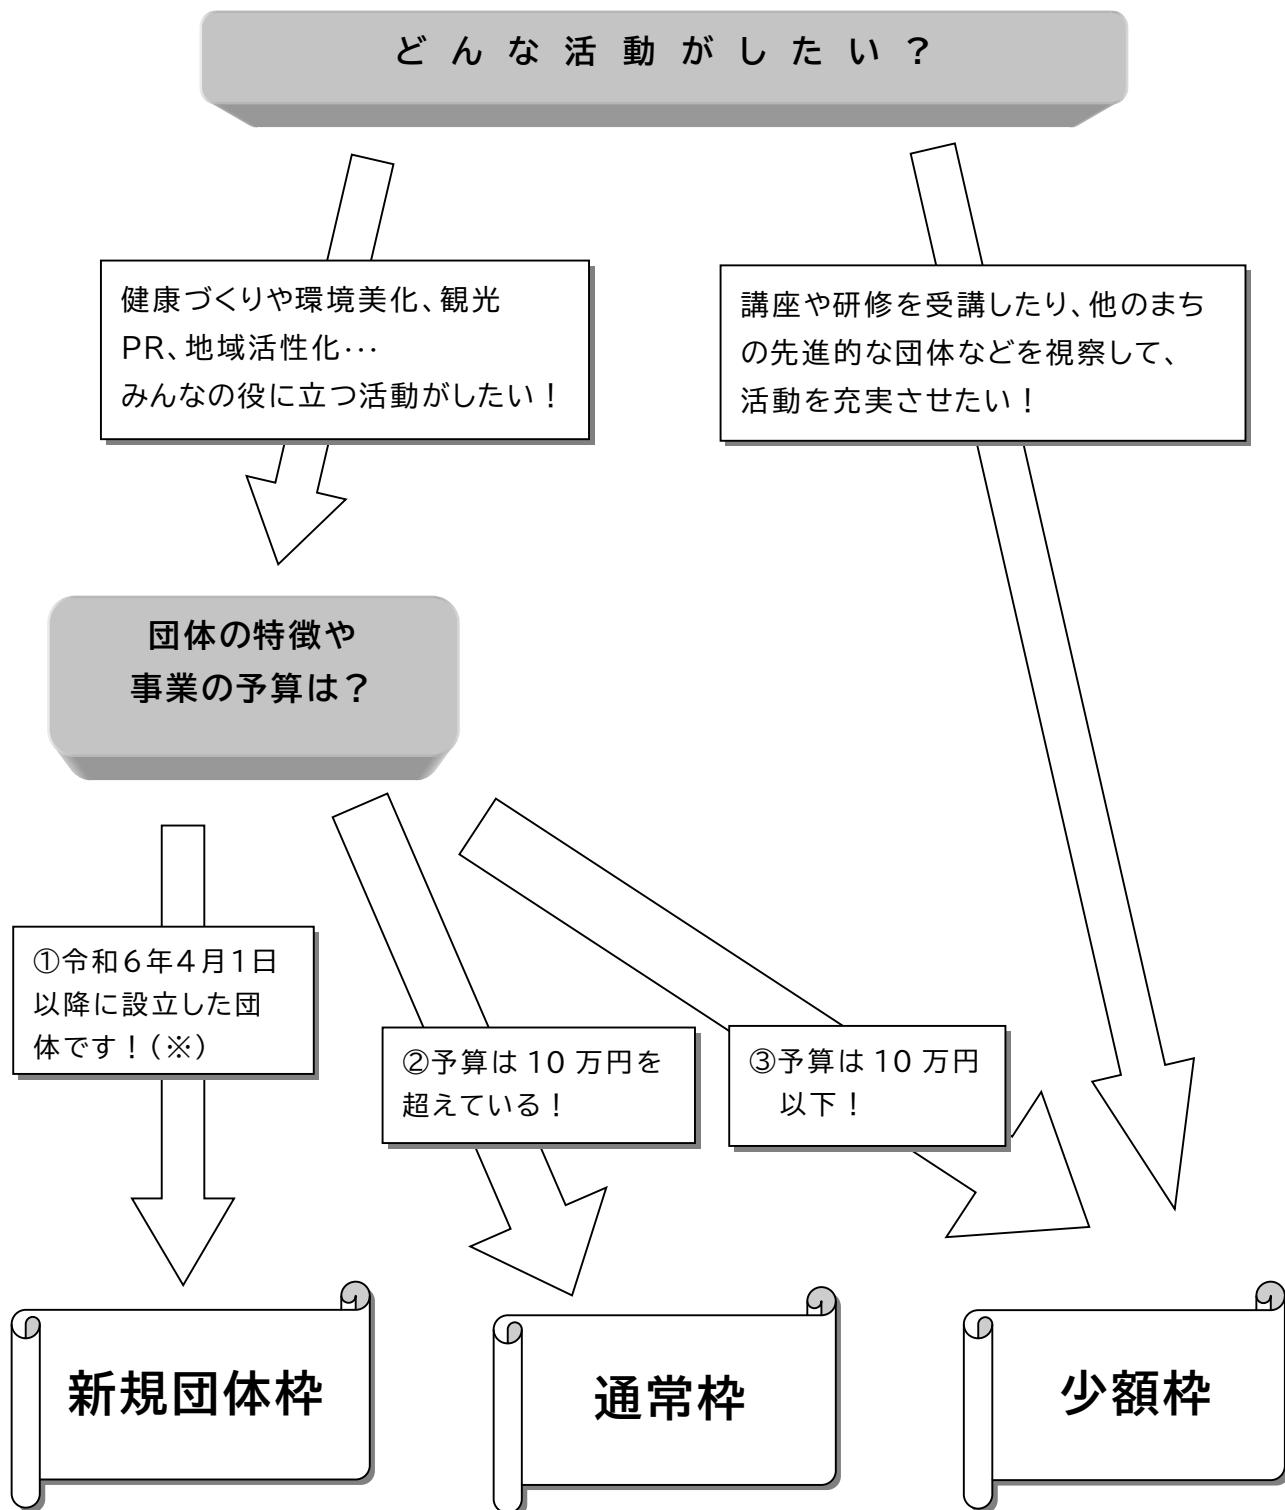 どんな活動がしたい？
健康づくりや環境美化、観光
PR、地域活性化…
みんなの役に立つ活動がしたい！
講座や研修を受講したり、他のまち
の先進的な団体などを視察して、
活動を充実させたい！
団体の特徴や
事業の予算は？
①令和６年４月１日
以降に設立した団
体です！（※）
②予算は 10 万円を
超えている！
③予算は 10 万円
以下！
新規団体枠
通常枠
少額枠